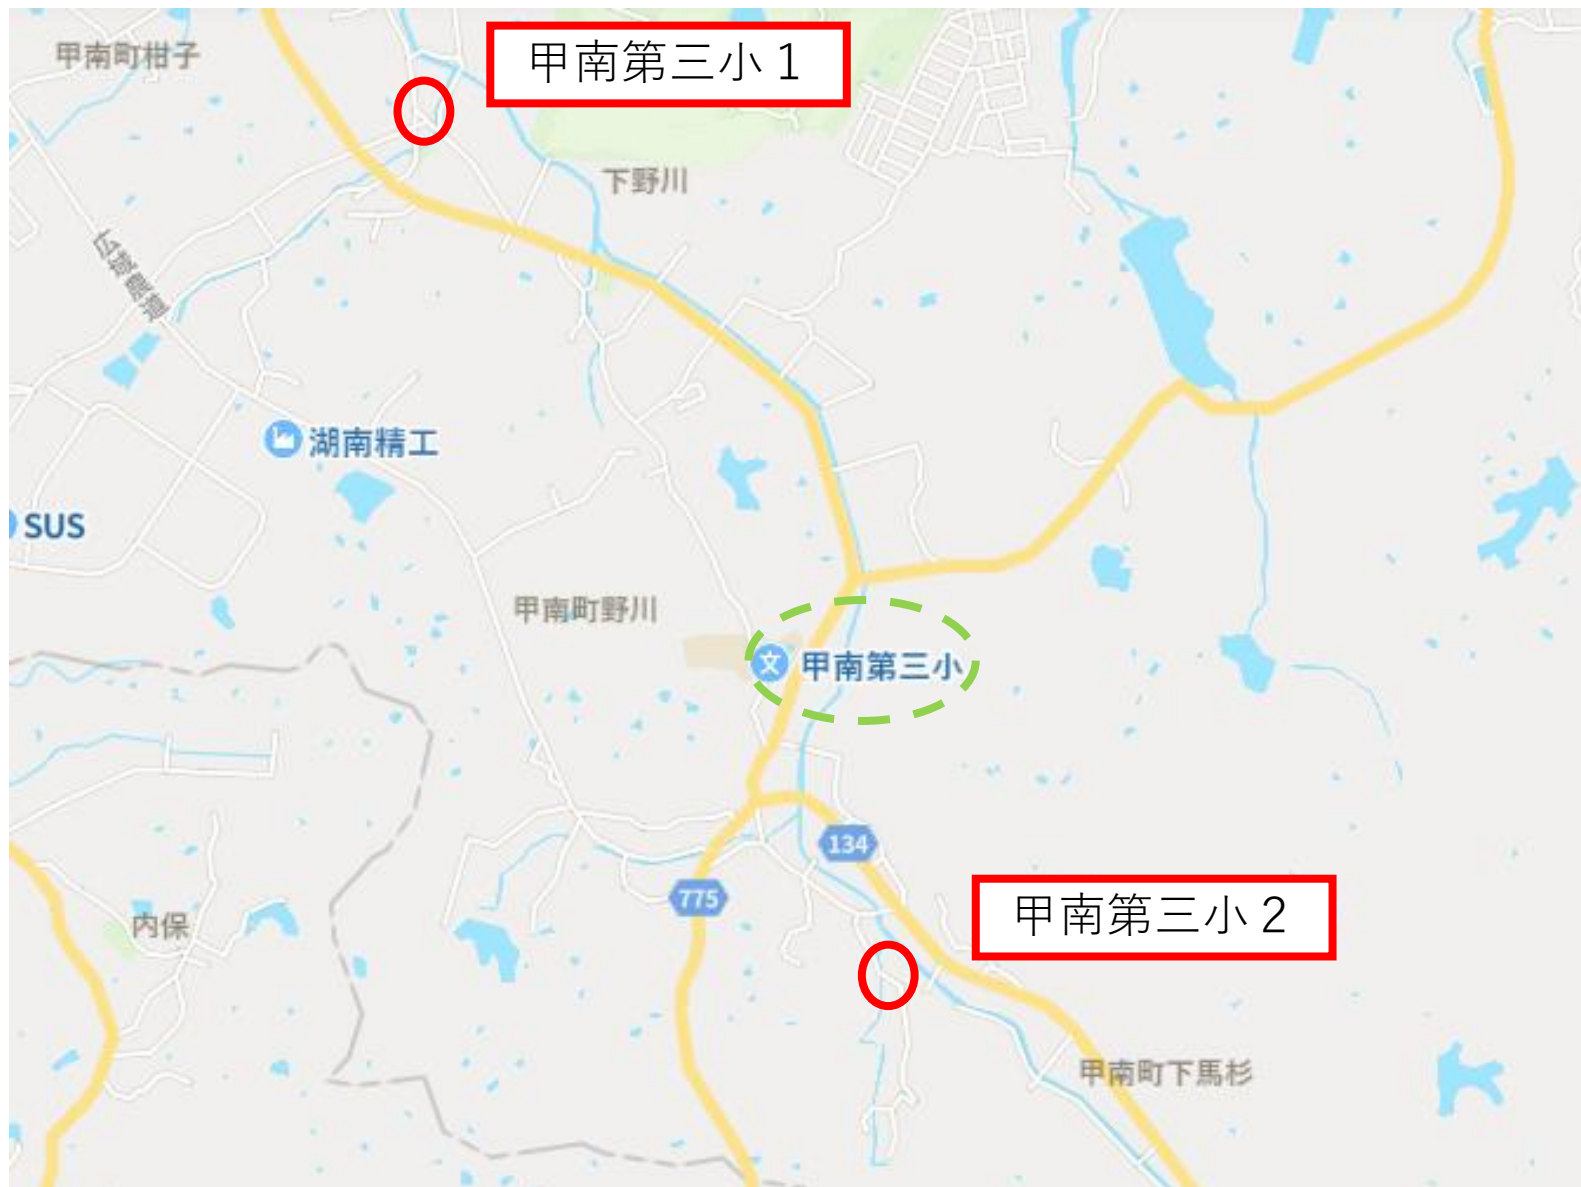 甲南町柑子
甲南第三小１
下野川
広域農道
湖南精工
SUS
甲南町野川
文
甲南第三小
134
775
甲南第三小２
内保
甲南町下馬杉